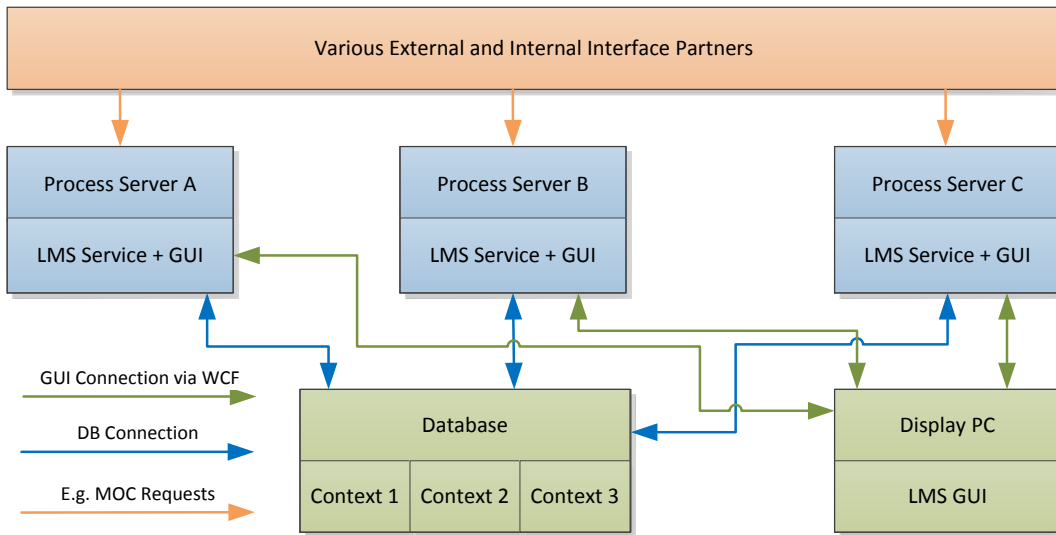 Various External and Internal Interface Partners
Process Server A
LMS Service + GUI
Process Server B
LMS Service + GUI
Process Server C
LMS Service + GUI
GUI Connection via WCF
DB Connection
E.g. MOC Requests
Database
Context 1
Context 2
Context 3
Display PC
LMS GUI